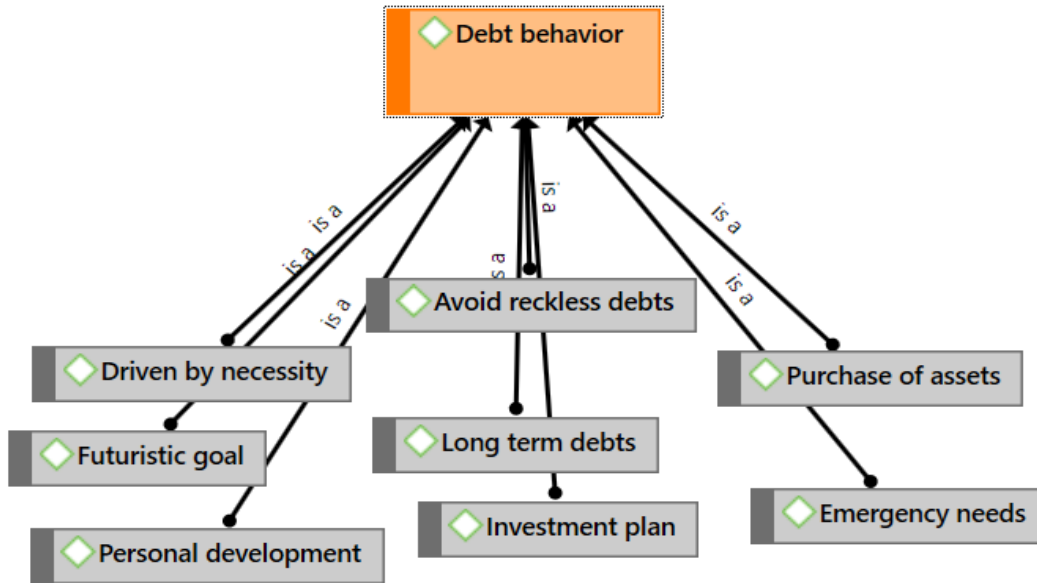 Debt behavior
is a
is a
is a
is a
is a
is a
is a
is a
Avoid reckless debts
Driven by necessity
Purchase of assets
Futuristic goal
Long term debts
Personal development
Investment plan
Emergency needs